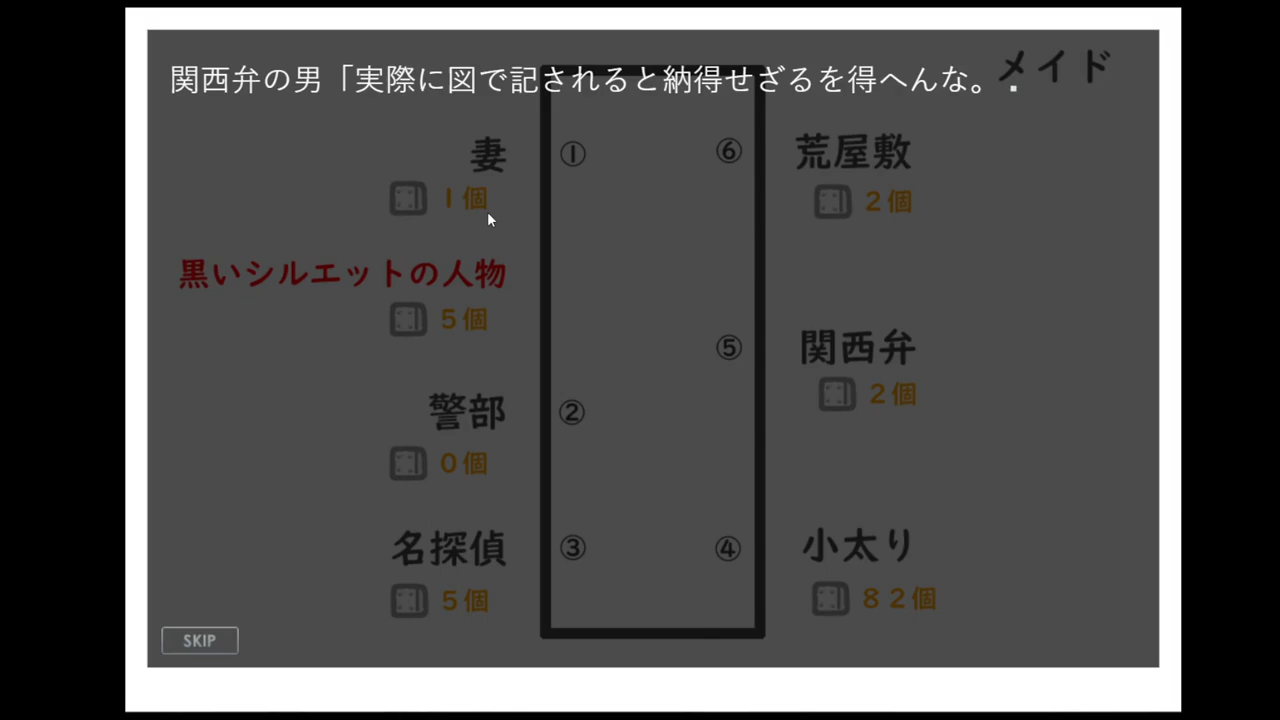 関西弁の男「実際に図で記されると納得せざるを得へんな。
メイド
妻
①
1個
黒いシルエットの人物
5個
警部
②
0個
名探偵
③
5個
⑥
荒屋敷
2個
⑤
関西弁
2個
④
小太り
82個
SKIP